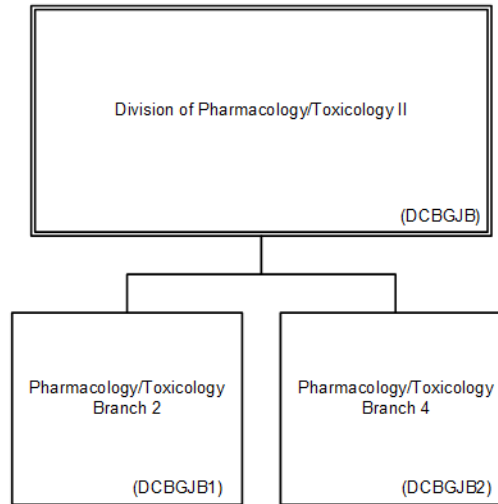 Division of Pharmacology/Toxicology II
(DCBGJB)
Pharmacology/Toxicology
Branch 2
(DCBGJB1)
Pharmacology/Toxicology
Branch 4
(DCBGJB2)